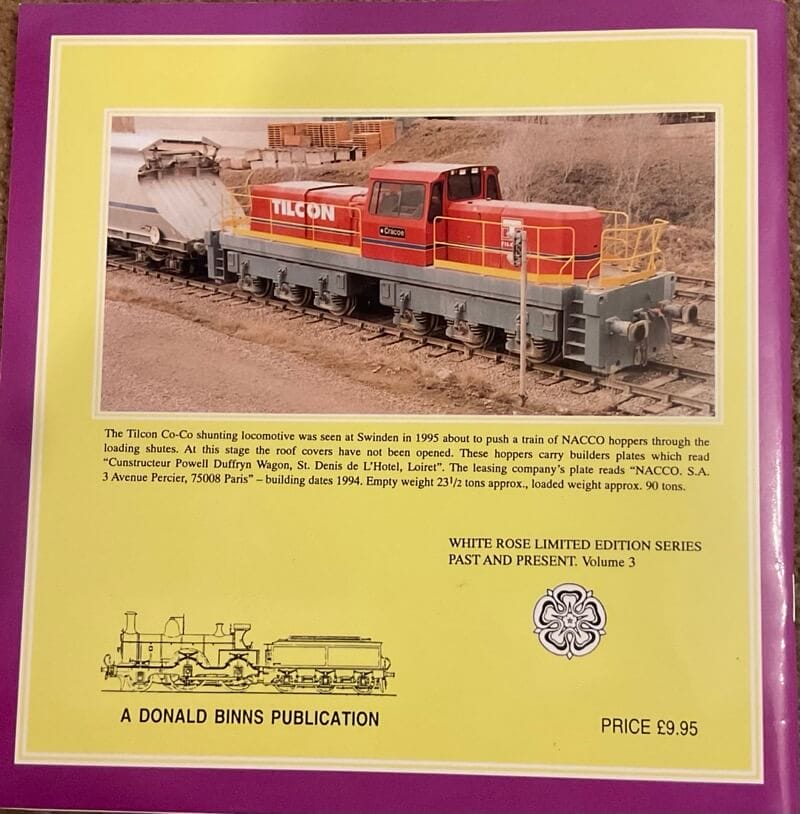 TILCON
Cracoe
The Tilcon Co-Co shunting locomotive was seen at Swinden in 1995 about to push a train of NACCO hoppers through the
loading shutes. At this stage the roof covers have not been opened. These hoppers carry builders plates which read
“Cunstructeur Powell Duffryn Wagon, St. Denis de L’Hotel, Loiret”. The leasing company’s plate reads “NACCO. S.A.
3 Avenue Percier, 75008 Paris” – building dates 1994. Empty weight 23½ tons approx., loaded weight approx. 90 tons.
WHITE ROSE LIMITED EDITION SERIES
PAST AND PRESENT. Volume 3
A DONALD BINNS PUBLICATION
PRICE £9.95